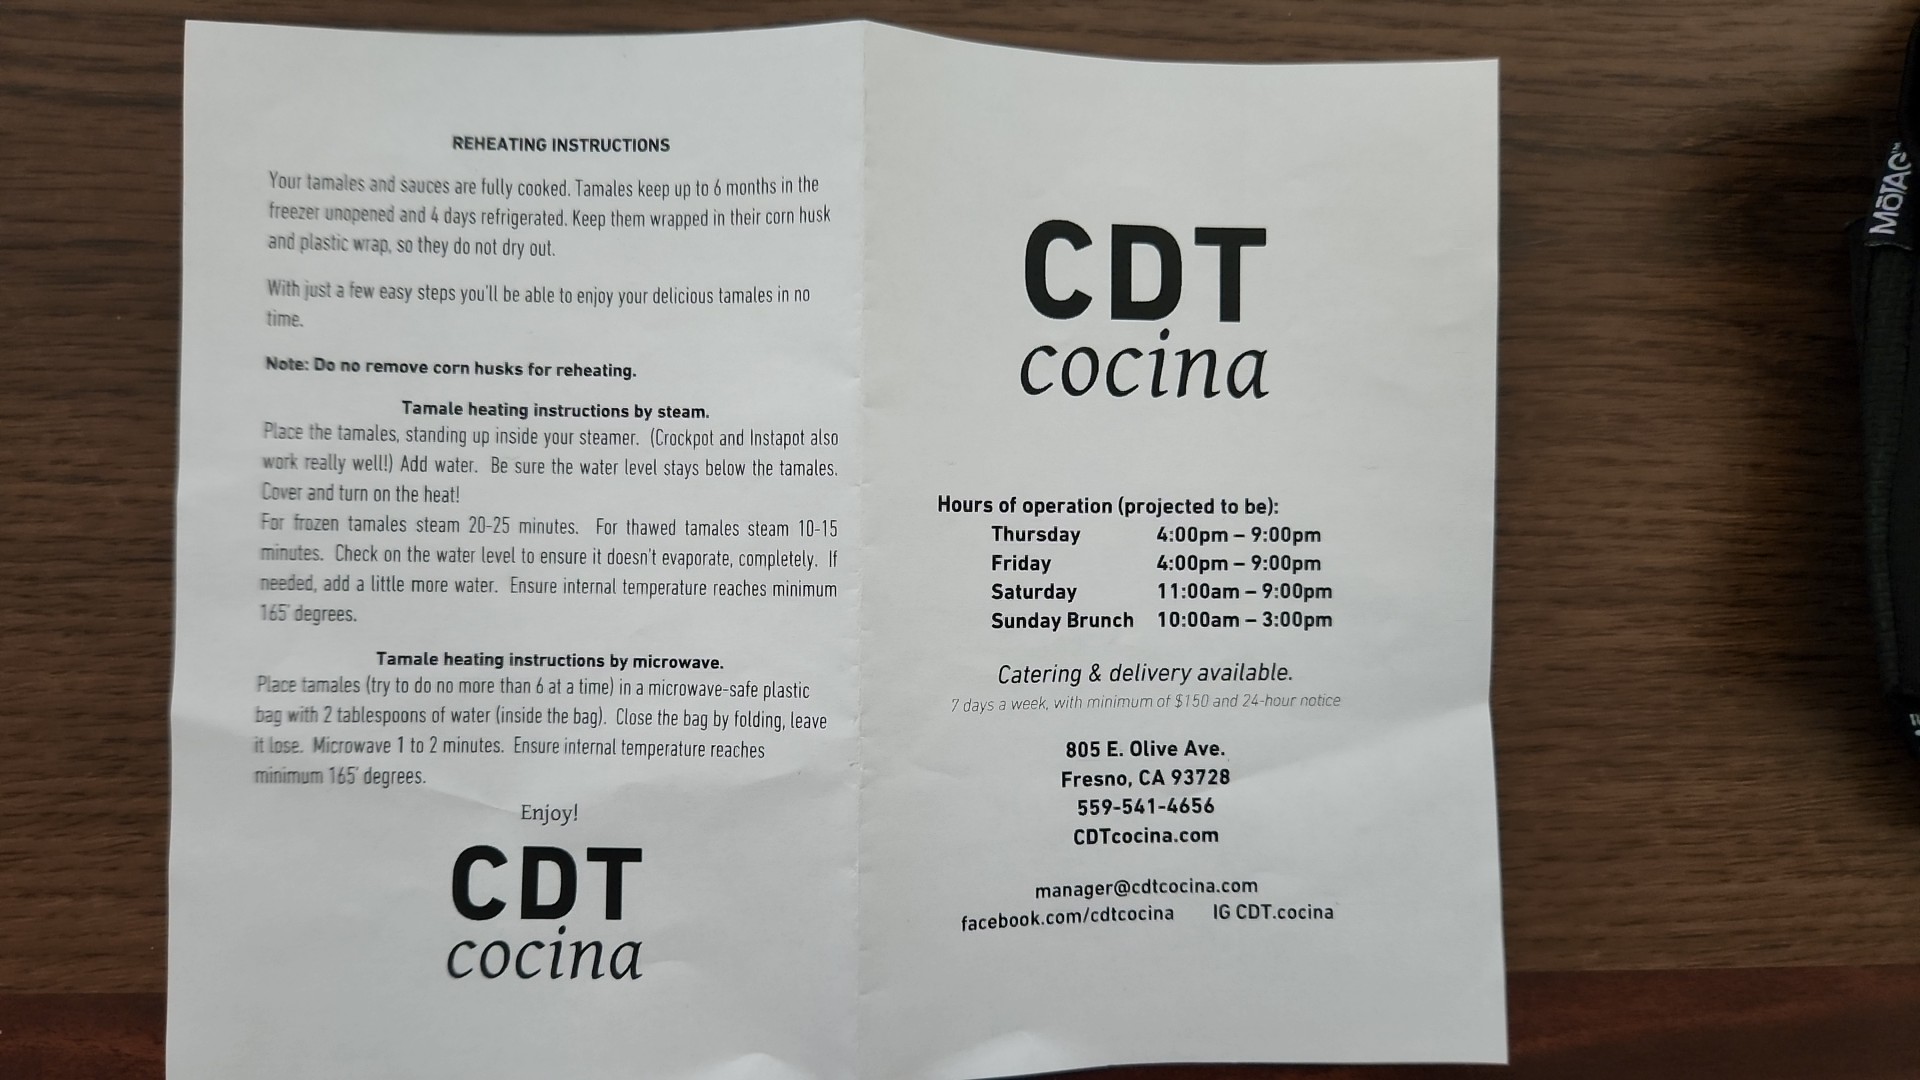 REHEATING INSTRUCTIONS
Your tamales and sauces are fully cooked. Tamales keep up to 6 months in the
freezer unopened and 4 days refrigerated. Keep them wrapped in their corn husk
and plastic wrap, so they do not dry out.
With just a few easy steps you'll be able to enjoy your delicious tamales in no
time.
Note: Do no remove corn husks for reheating.
Tamale heating instructions by steam.
Place the tamales, standing up inside your steamer. (Crockpot and Instapot also
work really well!) Add water. Be sure the water level stays below the tamales.
Cover and turn on the heat!
For frozen tamales steam 20-25 minutes. For thawed tamales steam 10-15
minutes. Check on the water level to ensure it doesn't evaporate, completely. If
needed, add a little more water. Ensure internal temperature reaches minimum
165° degrees.
Tamale heating instructions by microwave.
Place tamales (try to do no more than 6 at a time) in a microwave-safe plastic
bag with 2 tablespoons of water (inside the bag). Close the bag by folding, leave
it lose. Microwave 1 to 2 minutes. Ensure internal temperature reaches
minimum 165° degrees.
Enjoy!
CDT
cocina
CDT
cocina
Hours of operation (projected to be):
Thursday 4:00pm – 9:00pm
Friday 4:00pm – 9:00pm
Saturday 11:00am – 9:00pm
Sunday Brunch 10:00am – 3:00pm
Catering & delivery available.
7 days a week, with minimum of $150 and 24-hour notice
805 E. Olive Ave.
Fresno, CA 93728
559-541-4656
CDTcocina.com
manager@cdtcocina.com
facebook.com/cdtcocina IG CDT.cocina
MōTAG™